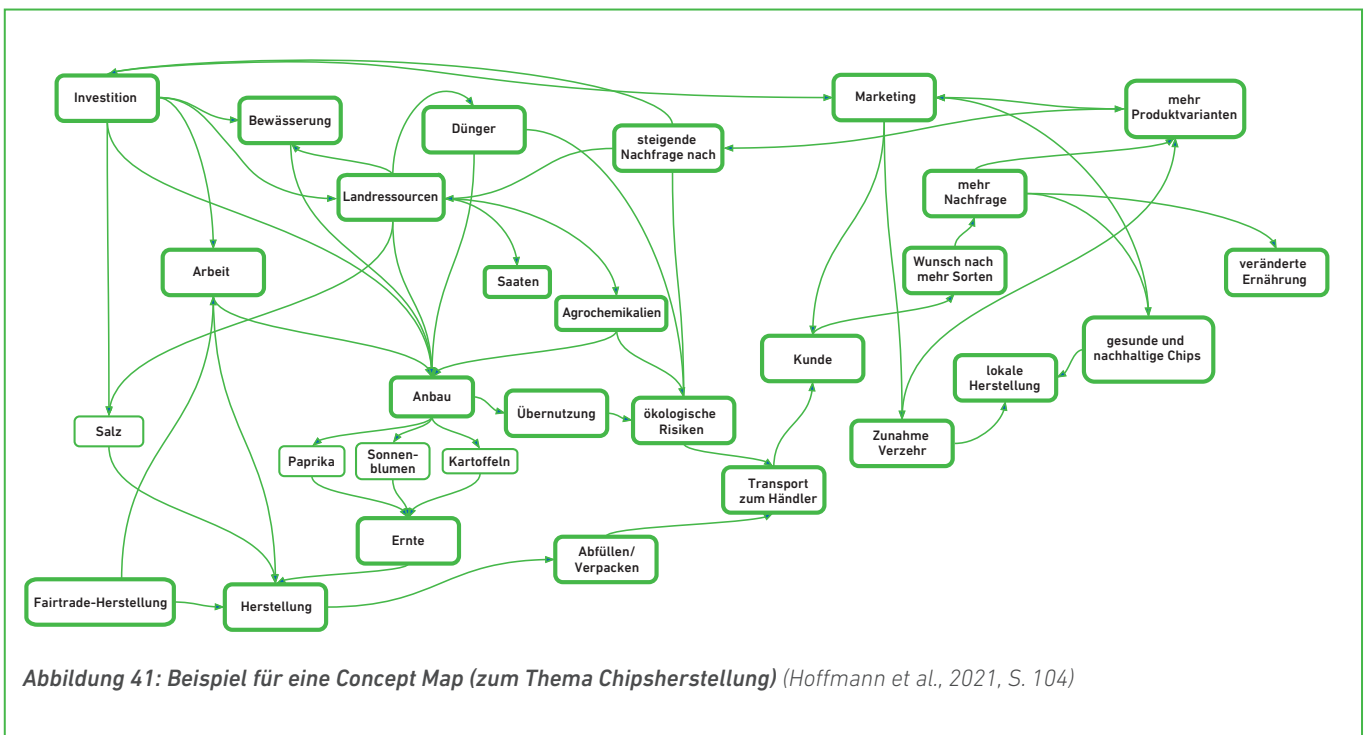 Investition
Bewässerung
Dünger
steigende
Nachfrage nach
Marketing
mehr
Produktvarianten
Landressourcen
mehr
Nachfrage
Arbeit
Saaten
Wunsch nach
mehr Sorten
veränderte
Ernährung
Agrochemikalien
Kunde
gesunde und
nachhaltige Chips
lokale
Herstellung
Anbau
Übernutzung
ökologische
Risiken
Salz
Zunahme
Verzehr
Paprika
Sonnen-
blumen
Kartoffeln
Transport
zum Händler
Ernte
Abfüllen/
Verpacken
Fairtrade-Herstellung
Herstellung
Abbildung 41: Beispiel für eine Concept Map (zum Thema Chipsherstellung) (Hoffmann et al., 2021, S. 104)